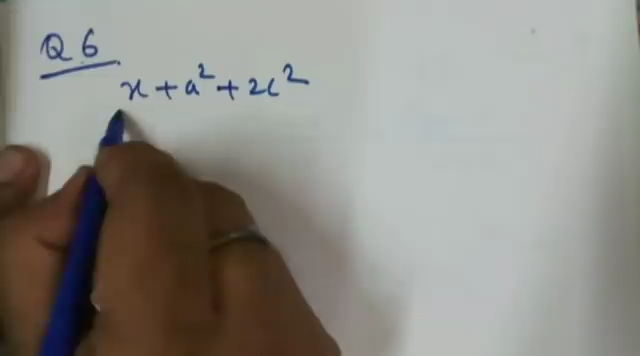 Q 6
x + a² + 2c²